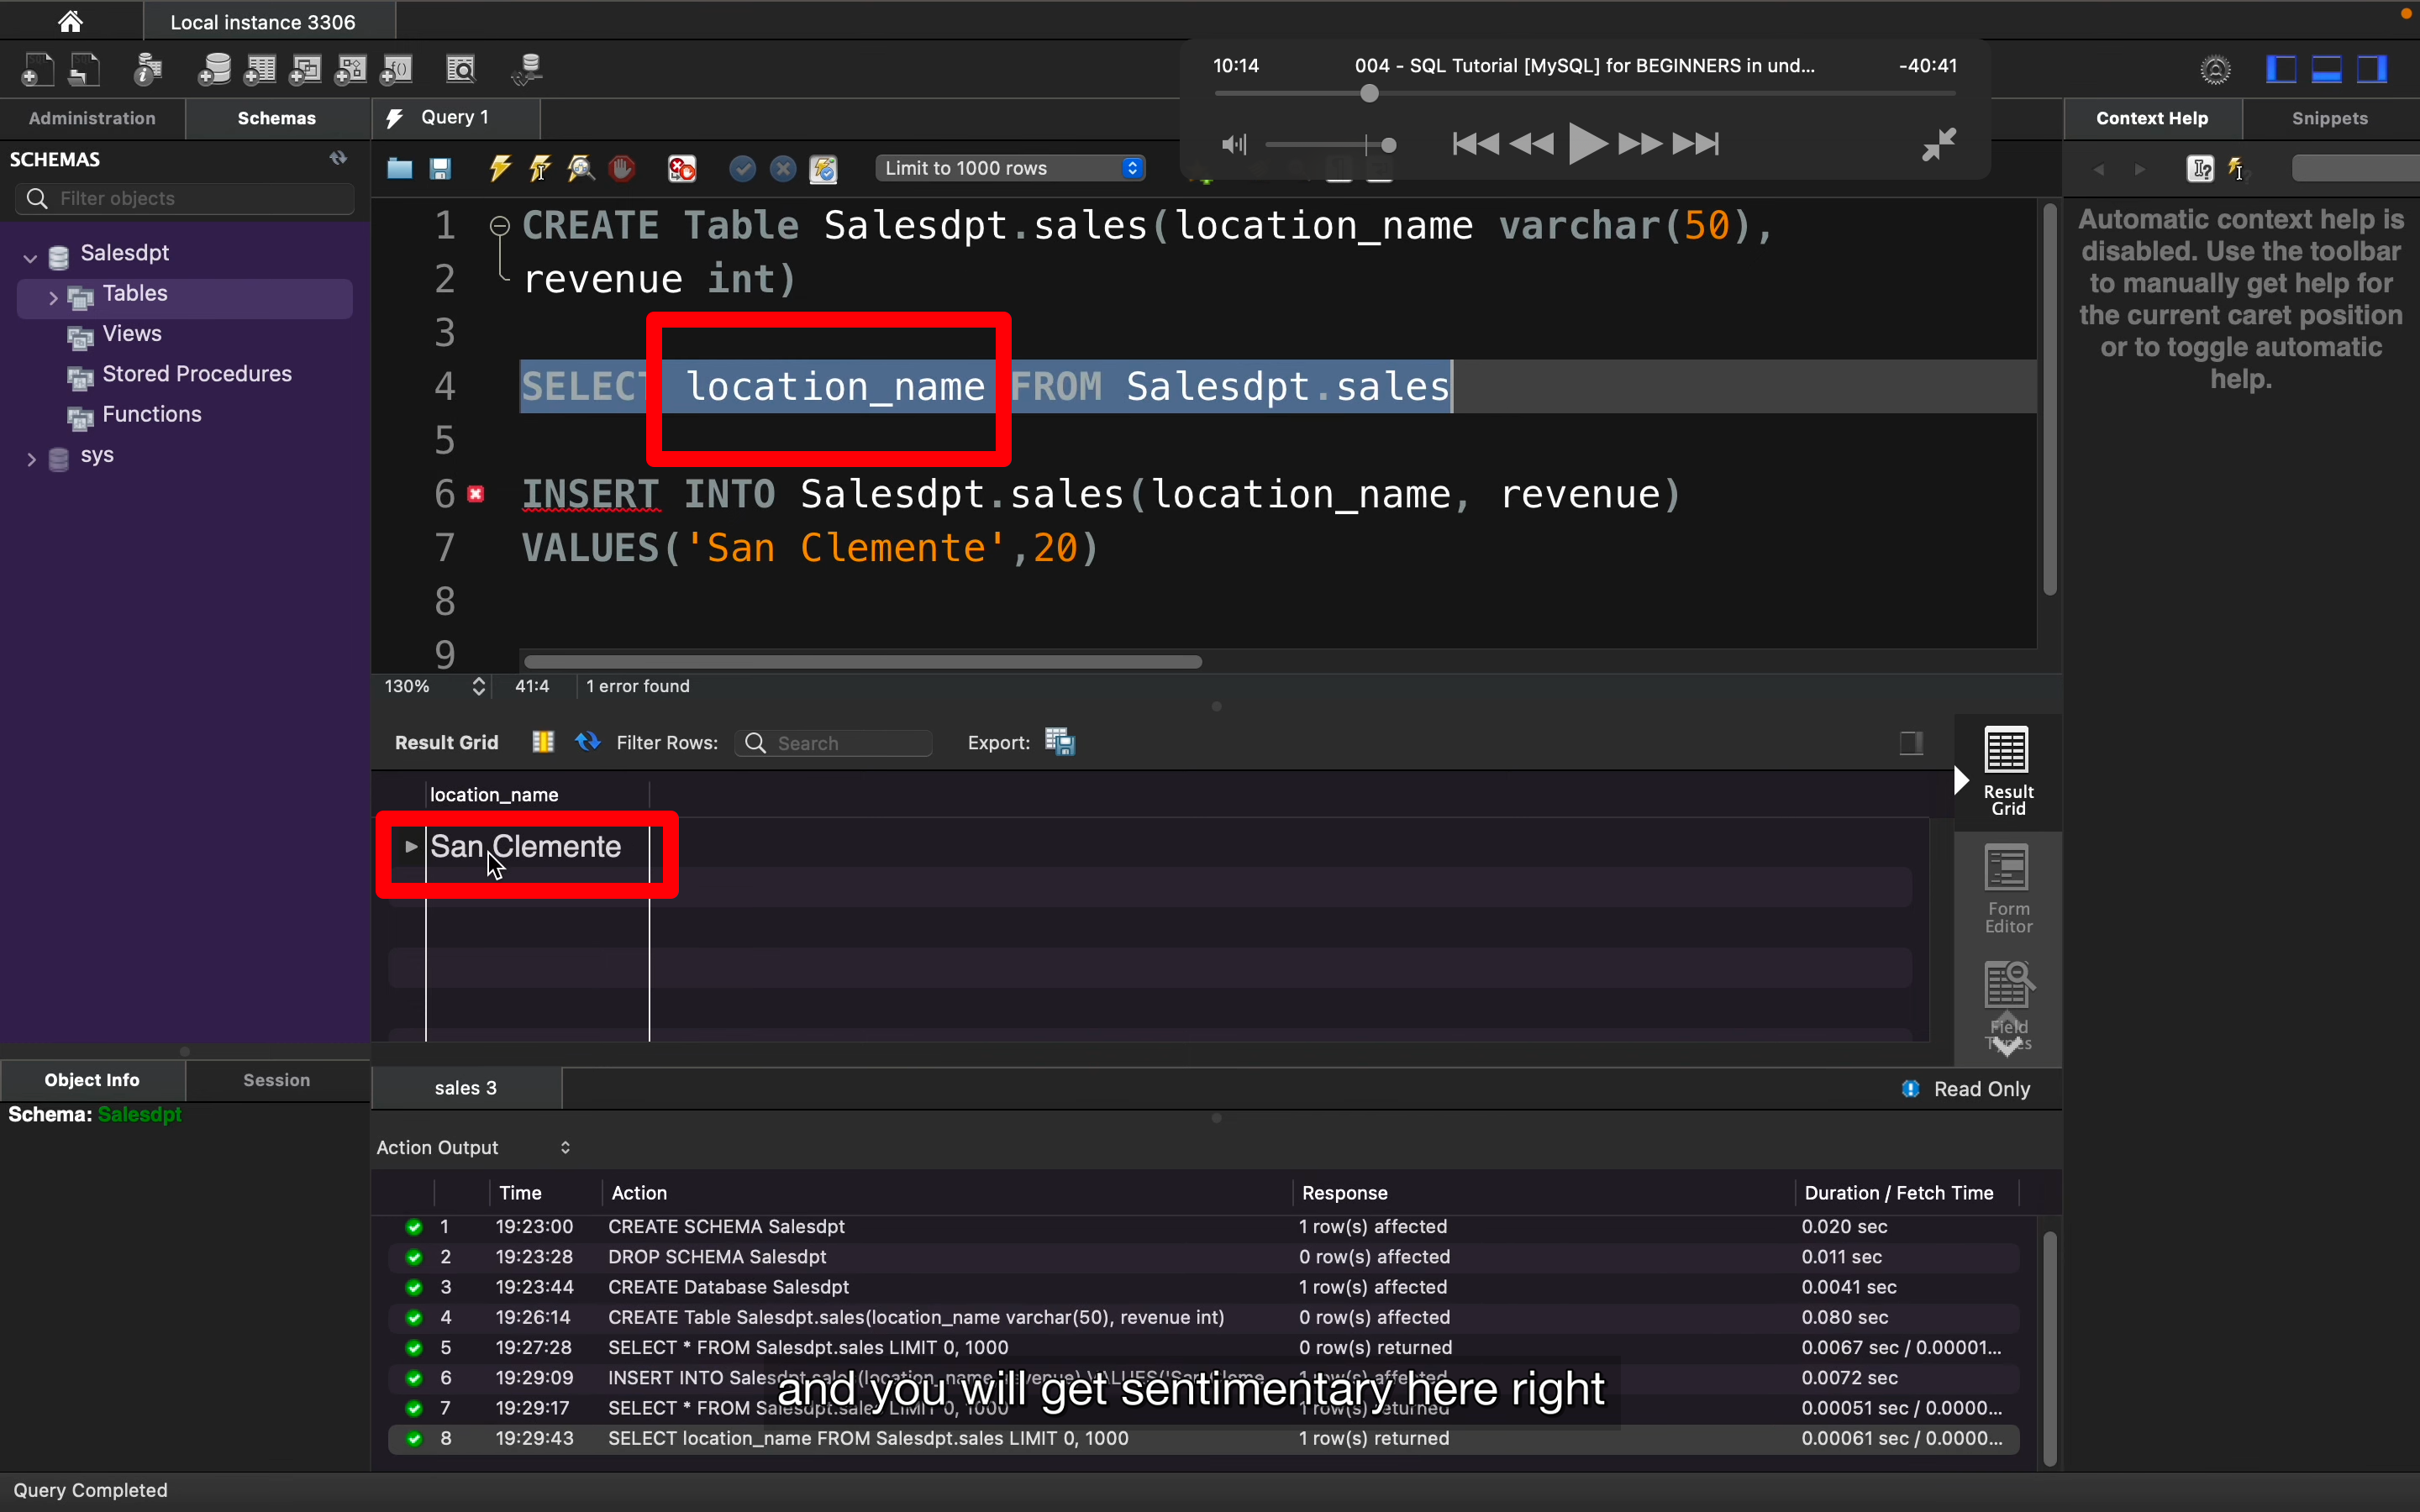 Local instance 3306
10:14 004 - SQL Tutorial [MySQL] for BEGINNERS in und... -40:41
Administration Schemas Query 1 Context Help Snippets
SCHEMAS
Filter objects
Limit to 1000 rows
Salesdpt
Tables
Views
Stored Procedures
Functions
sys
1 CREATE Table Salesdpt.sales(location_name varchar(50),
2 revenue int)
3
4 SELECT location_name FROM Salesdpt.sales
5
6 INSERT INTO Salesdpt.sales(location_name, revenue)
7 VALUES('San Clemente',20)
8
9
130% 41:4 1 error found
Automatic context help is
disabled. Use the toolbar
to manually get help for
the current caret position
or to toggle automatic
help.
Result Grid Filter Rows: Search Export:
location_name
San Clemente
Result
Grid
Form
Editor
Field
Types
Object Info Session
Schema: Salesdpt
sales 3 Read Only
Action Output
Time Action Response Duration / Fetch Time
1 19:23:00 CREATE SCHEMA Salesdpt 1 row(s) affected 0.020 sec
2 19:23:28 DROP SCHEMA Salesdpt 0 row(s) affected 0.011 sec
3 19:23:44 CREATE Database Salesdpt 1 row(s) affected 0.0041 sec
4 19:26:14 CREATE Table Salesdpt.sales(location_name varchar(50), revenue int) 0 row(s) affected 0.080 sec
5 19:27:28 SELECT * FROM Salesdpt.sales LIMIT 0, 1000 0 row(s) returned 0.0067 sec / 0.00001...
6 19:29:09 INSERT INTO 1 row(s) affected 0.0072 sec
and you will get sentimentary here right
7 19:29:17 SELECT * FROM Salesdpt.sales LIMIT 0, 1000 1 row(s) returned 0.00051 sec / 0.0000...
8 19:29:43 SELECT location_name FROM Salesdpt.sales LIMIT 0, 1000 1 row(s) returned 0.00061 sec / 0.0000...
Query Completed